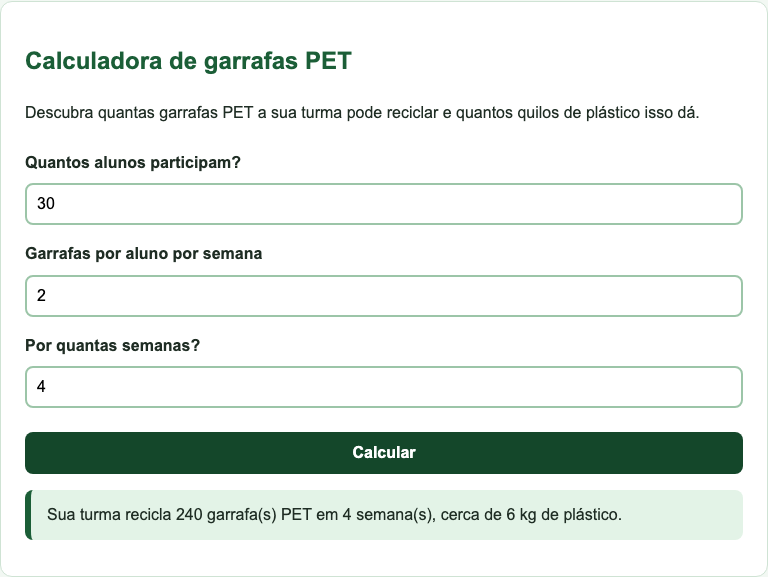 Calculadora de garrafas PET
Descubra quantas garrafas PET a sua turma pode reciclar e quantos quilos de plástico isso dá.
Quantos alunos participam?
30
Garrafas por aluno por semana
2
Por quantas semanas?
4
Calcular
Sua turma recicla 240 garrafa(s) PET em 4 semana(s), cerca de 6 kg de plástico.